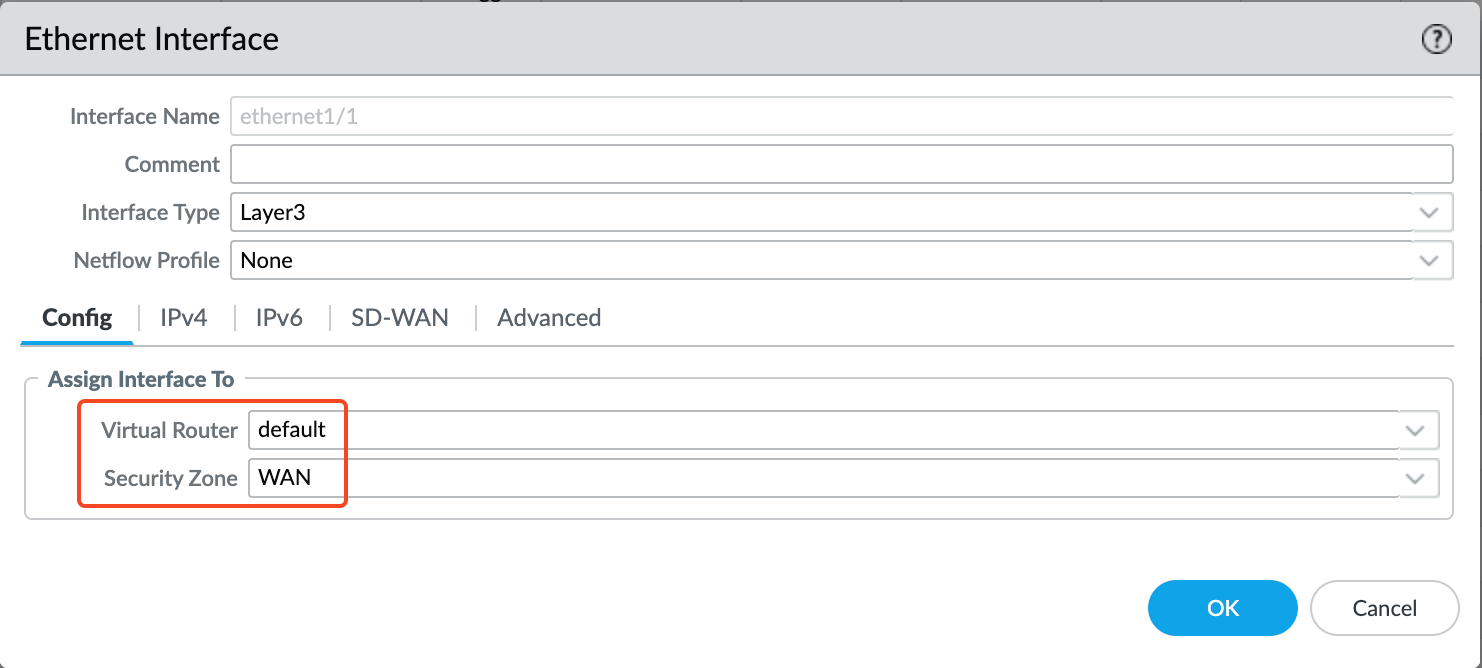 Ethernet Interface
?
Interface Name ethernet1/1
Comment
Interface Type Layer3
Netflow Profile None
Config IPv4 IPv6 SD-WAN Advanced
Assign Interface To
Virtual Router default
Security Zone WAN
OK Cancel